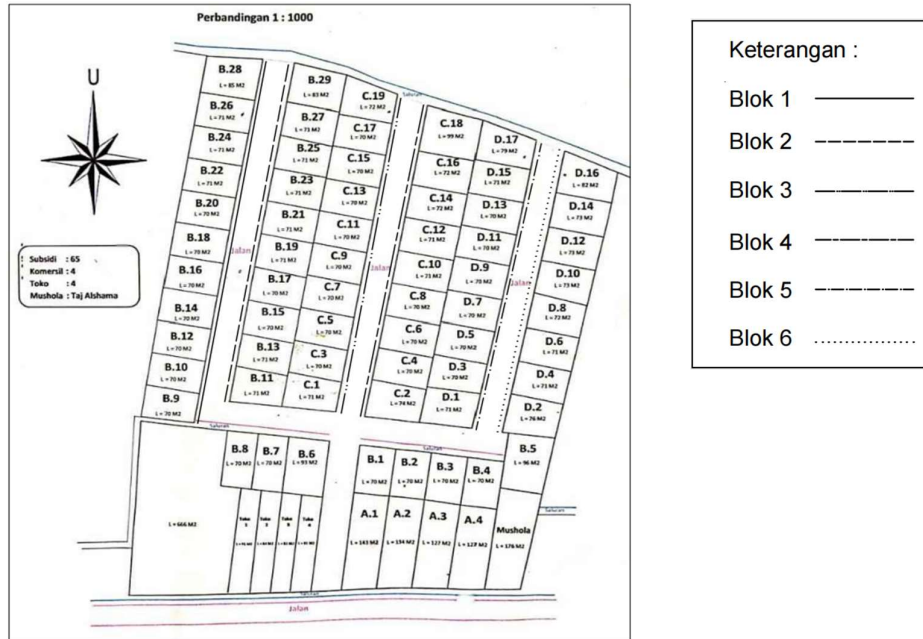 Perbandingan 1 : 1000
U
Subsidi : 65
Komersil : 4
Toko : 4
Mushola : Taj Alshama
B.28
L = 85 M2
B.26
L = 71 M2
B.24
L = 71 M2
B.22
L = 71 M2
B.20
L = 70 M2
B.18
L = 70 M2
B.16
L = 70 M2
B.14
L = 70 M2
B.12
L = 70 M2
B.10
L = 70 M2
B.9
L = 70 M2
Jalan
B.29
L = 83 M2
B.27
L = 71 M2
B.25
L = 71 M2
B.23
L = 71 M2
B.21
L = 71 M2
B.19
L = 71 M2
B.17
L = 70 M2
B.15
L = 70 M2
B.13
L = 71 M2
B.11
L = 71 M2
C.19
L = 72 M2
C.17
L = 70 M2
C.15
L = 70 M2
C.13
L = 70 M2
C.11
L = 70 M2
C.9
L = 70 M2
C.7
L = 70 M2
C.5
L = 70 M2
C.3
L = 70 M2
C.1
L = 71 M2
Saluran
Jalan
C.18
L = 99 M2
C.16
L = 72 M2
C.14
L = 72 M2
C.12
L = 71 M2
C.10
L = 71 M2
C.8
L = 70 M2
C.6
L = 70 M2
C.4
L = 70 M2
C.2
L = 74 M2
D.17
L = 79 M2
D.15
L = 71 M2
D.13
L = 70 M2
D.11
L = 70 M2
D.9
L = 70 M2
D.7
L = 70 M2
D.5
L = 70 M2
D.3
L = 70 M2
D.1
L = 71 M2
Saluran
Jalan
D.16
L = 82 M2
D.14
L = 73 M2
D.12
L = 73 M2
D.10
L = 73 M2
D.8
L = 72 M2
D.6
L = 71 M2
D.4
L = 71 M2
D.2
L = 76 M2
Saluran
Saluran
B.8
L = 70 M2
B.7
L = 70 M2
B.6
L = 93 M2
B.1
L = 70 M2
B.2
L = 70 M2
B.3
L = 70 M2
B.4
L = 70 M2
B.5
L = 96 M2
L = 666 M2
Toko
1
Toko
2
Toko
3
Toko
4
A.1
L = 143 M2
A.2
L = 134 M2
A.3
L = 127 M2
A.4
L = 127 M2
Mushola
L = 176 M2
Saluran
Saluran
Jalan
Keterangan :
Blok 1
Blok 2
Blok 3
Blok 4
Blok 5
Blok 6